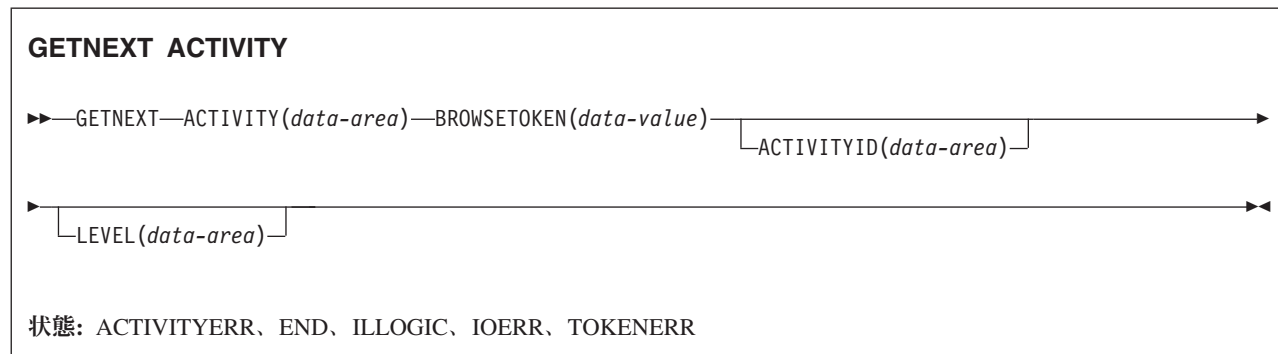 GETNEXT ACTIVITY
GETNEXT ACTIVITY(data-area) BROWSETOKEN(data-value)
ACTIVITYID(data-area)
LEVEL(data-area)
状態: ACTIVITYERR、END、ILLOGIC、IOERR、TOKENERR